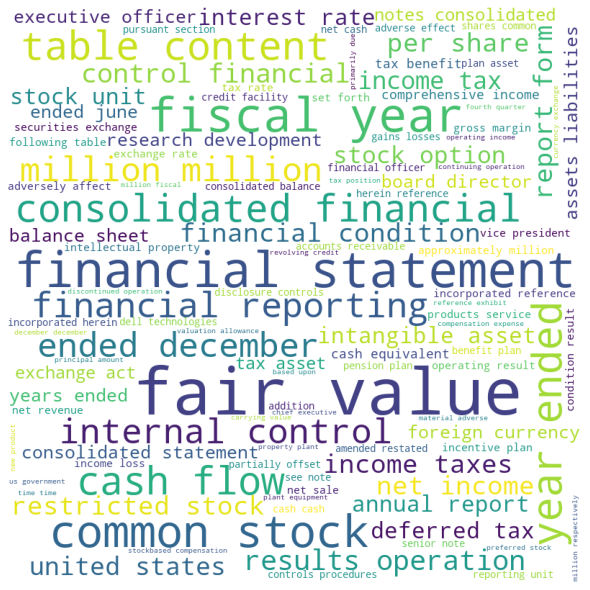 executive officer
interest rate
notes consolidated
pursuant section
net cash
adverse effect
shares common
table content
per share
primarily due
control financial
tax benefit
plan asset
income tax
tax rate
stock unit
credit facility
set forth
comprehensive income
fiscal year
fourth quarter
ended june
securities exchange
research development
gains losses
gross margin
operating income
following table
exchange rate
stock option
report form
currency exchange
assets liabilities
million million
financial officer
continuing operation
adversely affect
million fiscal
consolidated balance
tax position
herein reference
board director
consolidated financial
balance sheet
financial condition
vice president
intellectual property
accounts receivable
revolving credit
approximately million
financial statement
discontinued operation
disclosure controls
incorporated reference
reference exhibit
financial reporting
products service
compensation expense
incorporated herein
dell technologies
valuation allowance
december december
ended december
intangible asset
principal amount
tax asset
cash equivalent
benefit plan
condition result
exchange act
based upon
pension plan
operating result
years ended
fair value
net revenue
addition
chief executive
carrying value
material adverse
year ended
internal control
foreign currency
property plant
consolidated statement
amended restated
incentive plan
new product
income loss
partially offset
see note
income taxes
us government
cash flow
net sale
plant equipment
cash cash
net income
time time
restricted stock
annual report
stockbased compensation
common stock
deferred tax
senior note
preferred stock
united states
results operation
controls procedures
reporting unit
million respectively